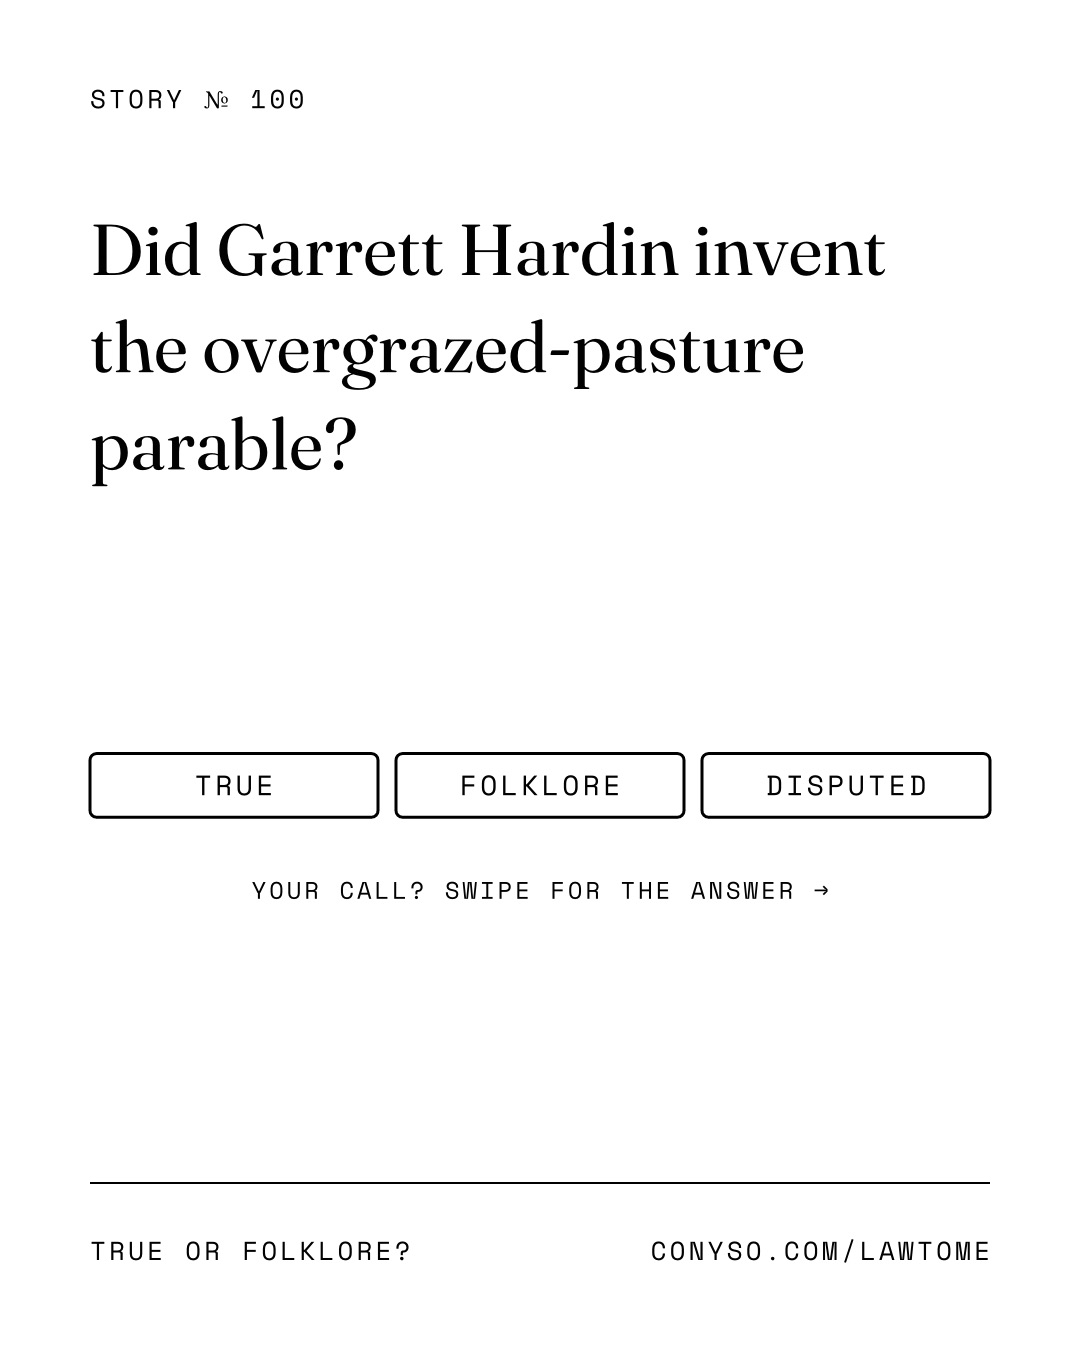 STORY № 100
Did Garrett Hardin invent
the overgrazed-pasture
parable?
TRUE
FOLKLORE
DISPUTED
YOUR CALL? SWIPE FOR THE ANSWER →
TRUE OR FOLKLORE?
CONYSO.COM/LAWTOME